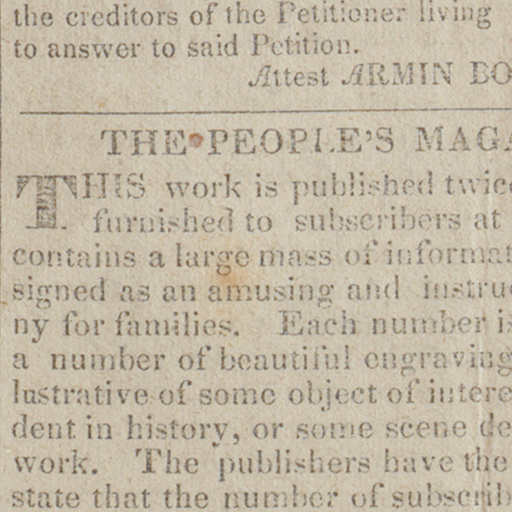 the creditors of the Petitioner living
to answer to said Petition.
Attest ARMIN BO
THE PEOPLE'S MAGA
THIS work is published twice
furnished to subscribers at
contains a large mass of informat
signed as an amusing and instruc
ny for families. Each number is
a number of beautiful engraving
lustrative of some object of intere
dent in history, or some scene de
work. The publishers have the
state that the number of subscrib